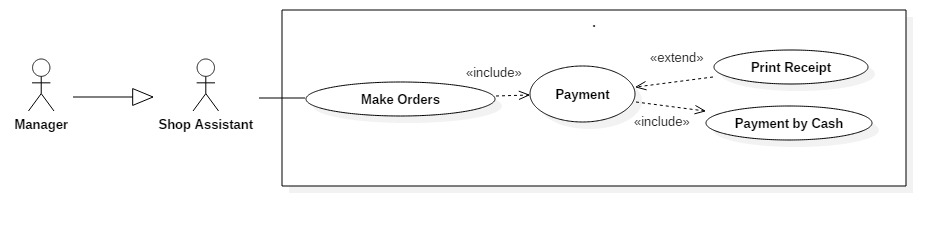 Manager
Shop Assistant
Make Orders
«include»
Payment
«extend»
Print Receipt
«include»
Payment by Cash